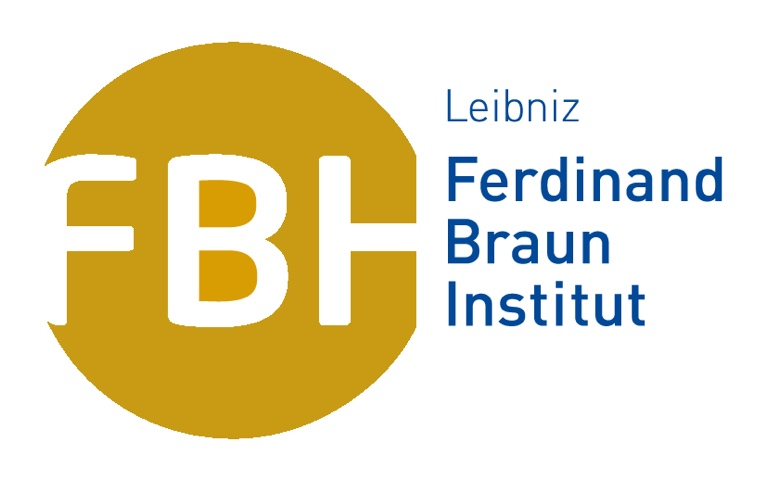 FBH
Leibniz
Ferdinand
Braun
Institut